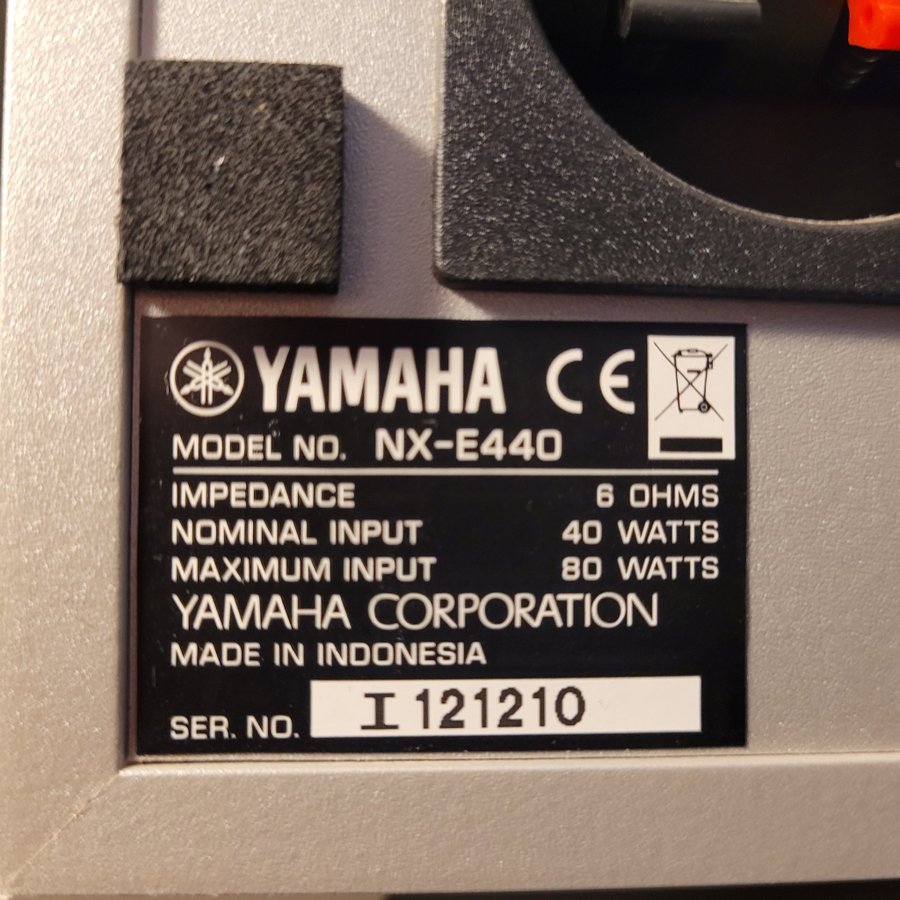 YAMAHA CE
MODEL NO. NX-E440
IMPEDANCE 6 OHMS
NOMINAL INPUT 40 WATTS
MAXIMUM INPUT 80 WATTS
YAMAHA CORPORATION
MADE IN INDONESIA
SER. NO. I 121210